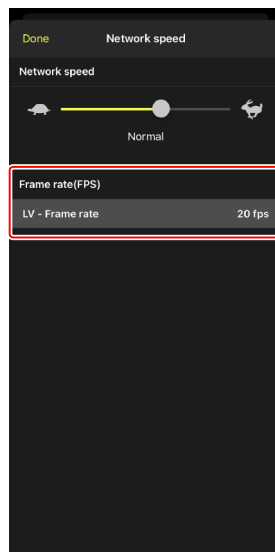 Done Network speed
Network speed
Normal
Frame rate(FPS)
LV - Frame rate 20 fps